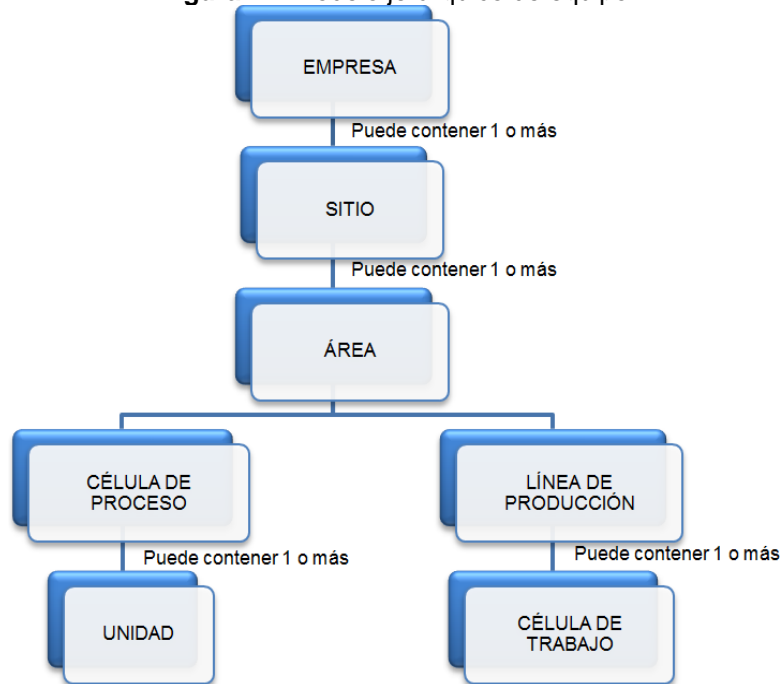 EMPRESA
Puede contener 1 o más
SITIO
Puede contener 1 o más
ÁREA
CÉLULA DE
PROCESO
LÍNEA DE
PRODUCCIÓN
Puede contener 1 o más
Puede contener 1 o más
UNIDAD
CÉLULA DE
TRABAJO